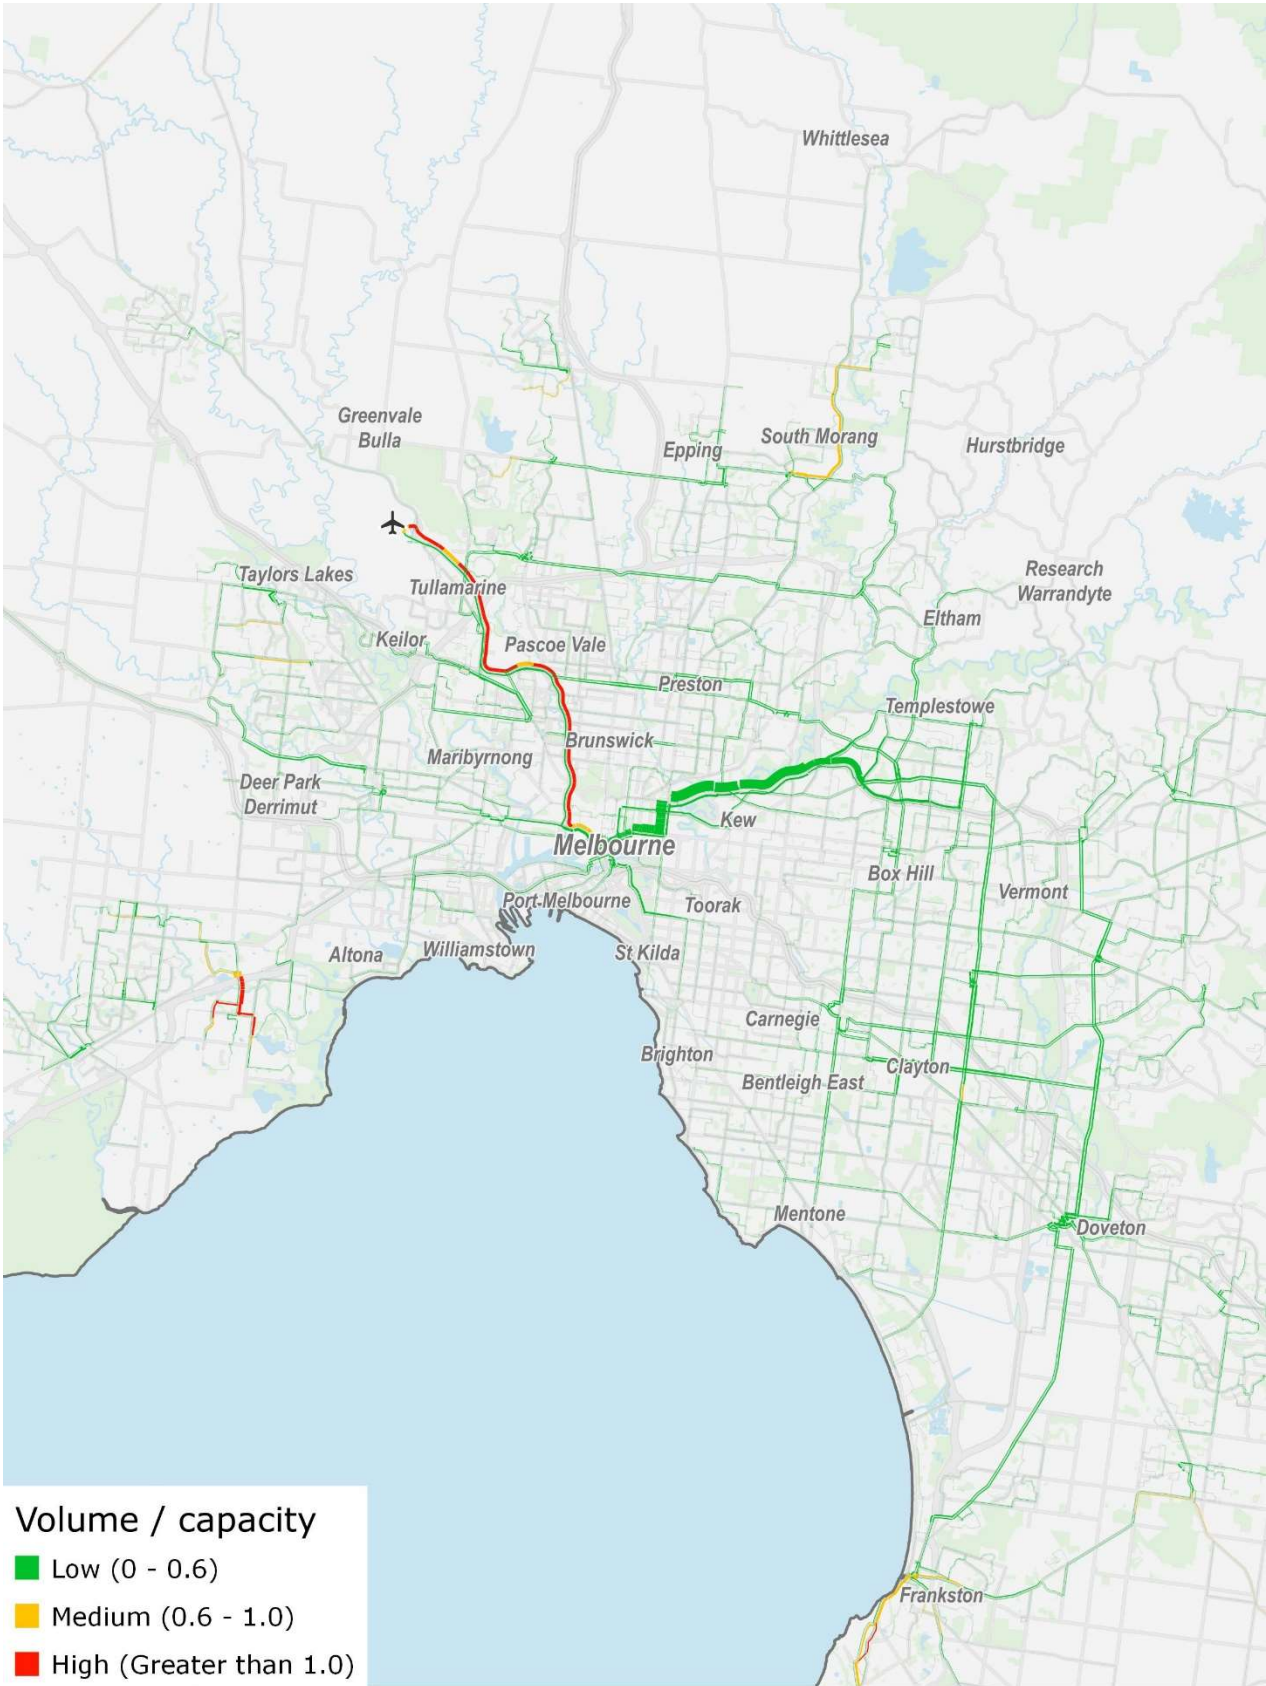 Whittlesea
Greenvale
Bulla
South Morang
Epping
Hurstbridge
Taylors Lakes
Tullamarine
Research
Warrandyte
Eltham
Keilor
Pascoe Vale
Preston
Templestowe
Brunswick
Maribyrnong
Deer Park
Derrimut
Kew
Melbourne
Box Hill
Vermont
Port Melbourne
Toorak
Altona
Williamstown
St Kilda
Carnegie
Brighton
Clayton
Bentleigh East
Mentone
Doveton
Frankston
Volume / capacity
Low (0 - 0.6)
Medium (0.6 - 1.0)
High (Greater than 1.0)